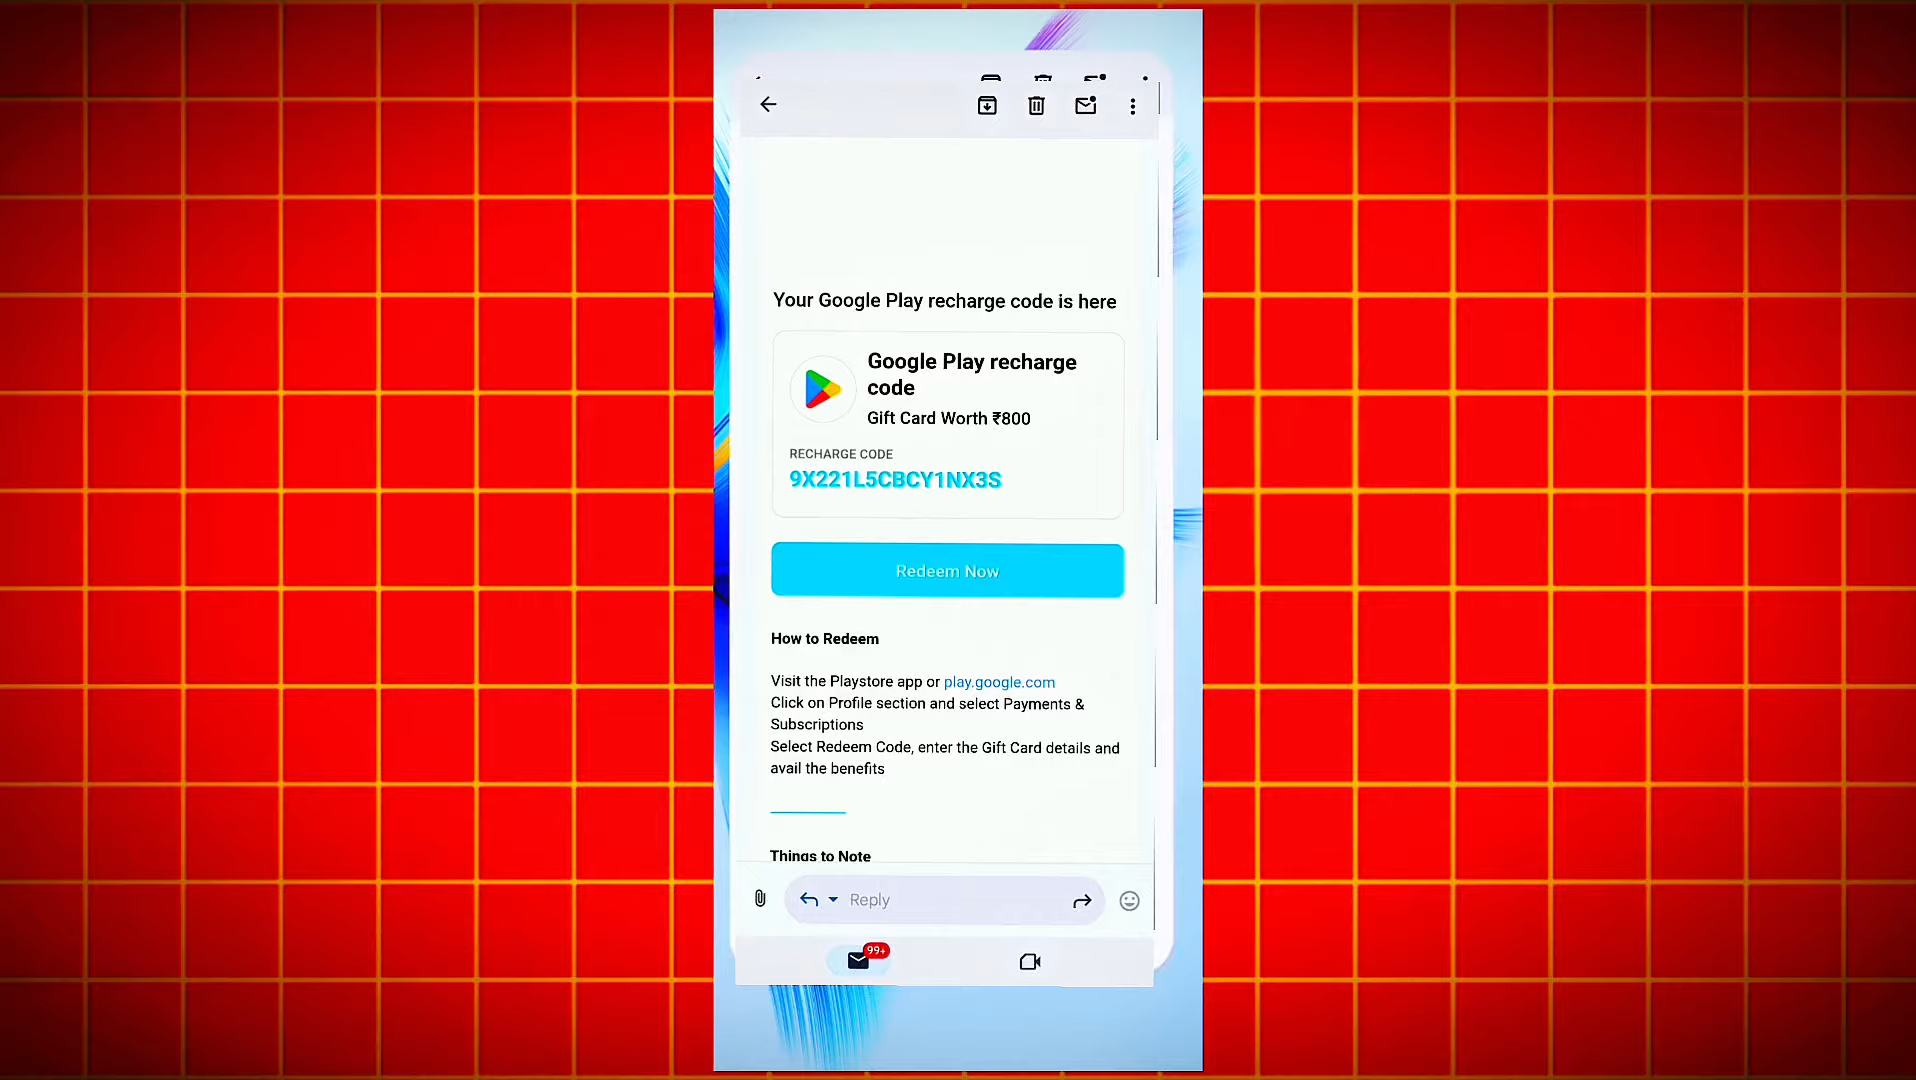 Your Google Play recharge code is here
Google Play recharge
code
Gift Card Worth ₹800
RECHARGE CODE
9X221L5CBCY1NX3S
Redeem Now
How to Redeem
Visit the Playstore app or play.google.com
Click on Profile section and select Payments &
Subscriptions
Select Redeem Code, enter the Gift Card details and
avail the benefits
Things to Note
Reply
99+